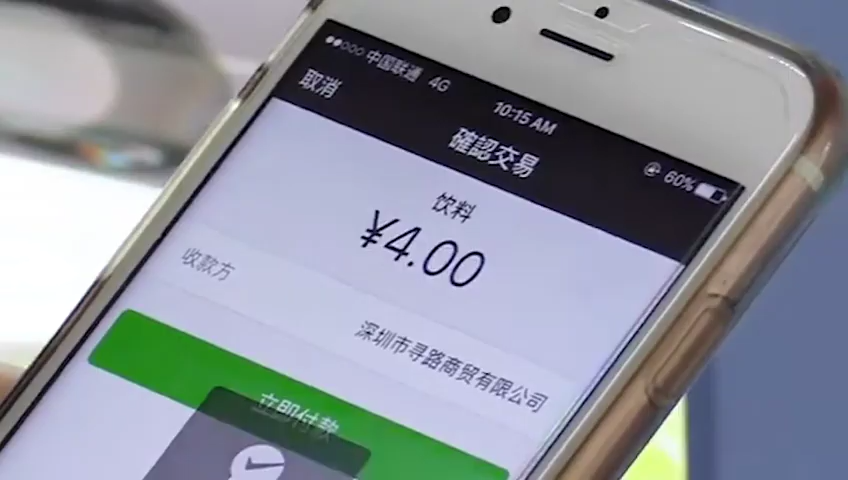 中国联通 4G 10:15 AM 60%
取消 確認交易
饮料
¥4.00
收款方
深圳市寻路商贸有限公司
立即付款